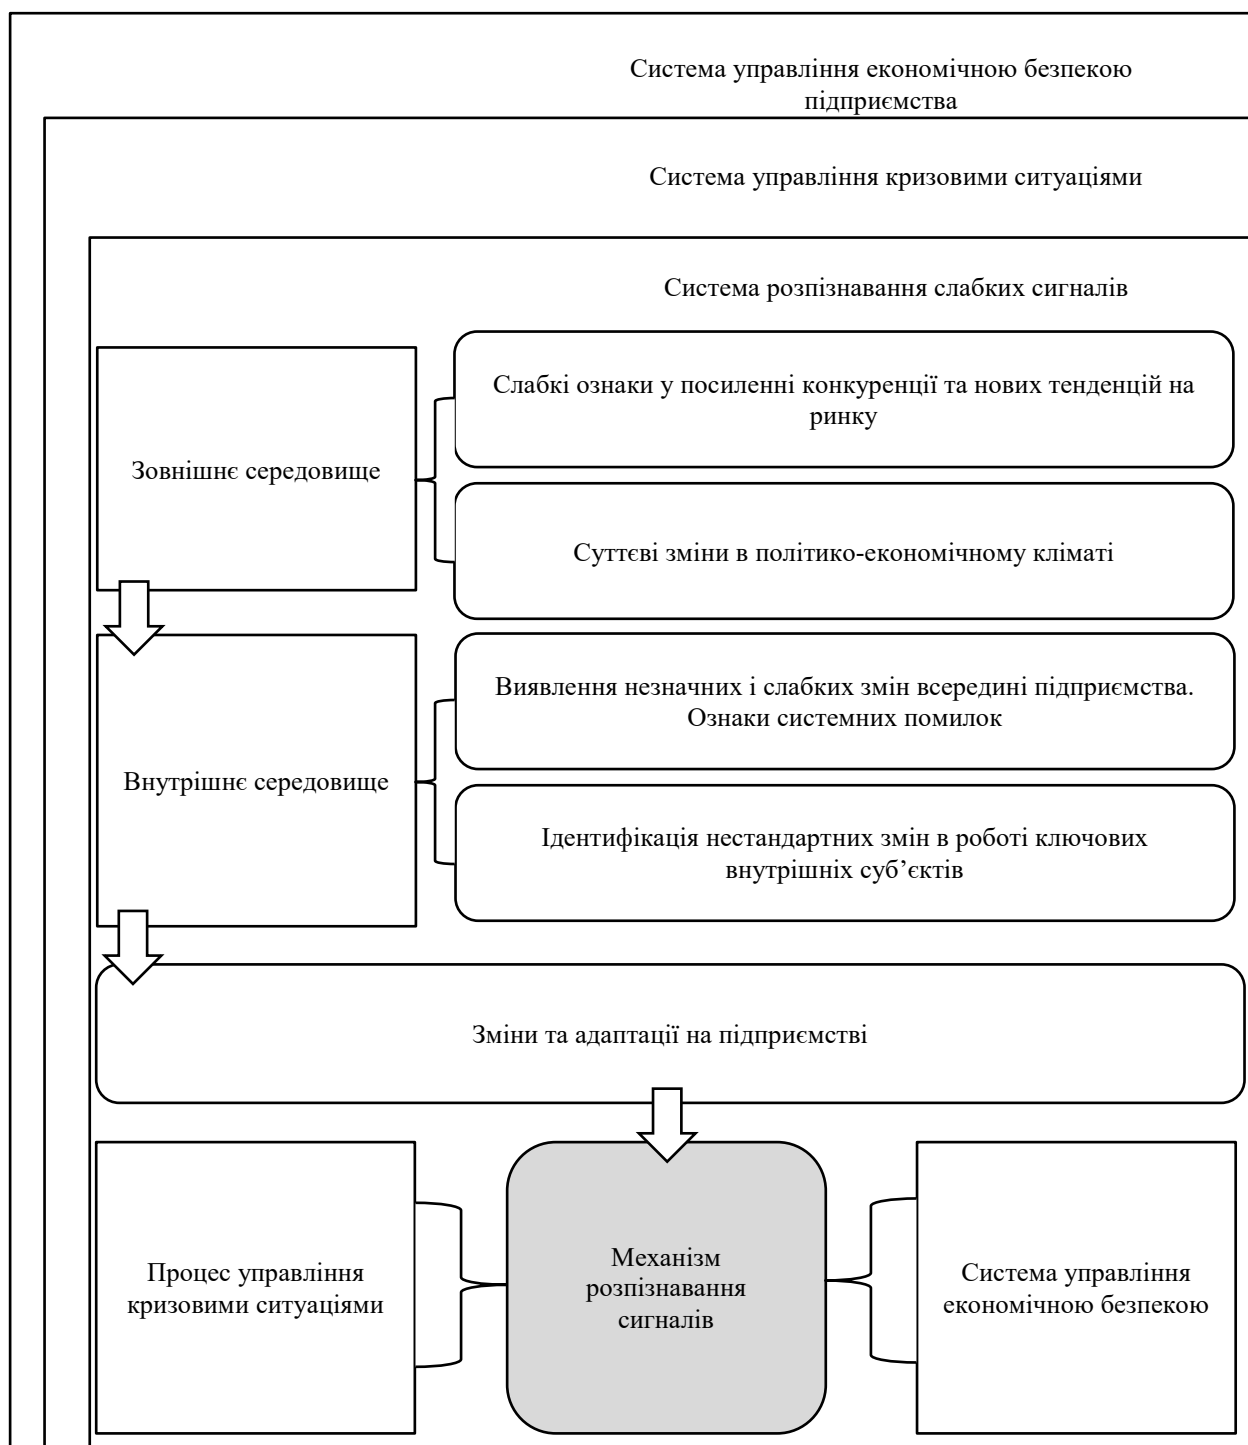 Система управління економічною безпекою
підприємства
Система управління кризовими ситуаціями
Система розпізнавання слабких сигналів
Зовнішнє середовище
Слабкі ознаки у посиленні конкуренції та нових тенденцій на
ринку
Суттєві зміни в політико-економічному кліматі
Внутрішнє середовище
Виявлення незначних і слабких змін всередині підприємства.
Ознаки системних помилок
Ідентифікація нестандартних змін в роботі ключових
внутрішніх суб’єктів
Зміни та адаптації на підприємстві
Процес управління
кризовими ситуаціями
Механізм
розпізнавання
сигналів
Система управління
економічною безпекою